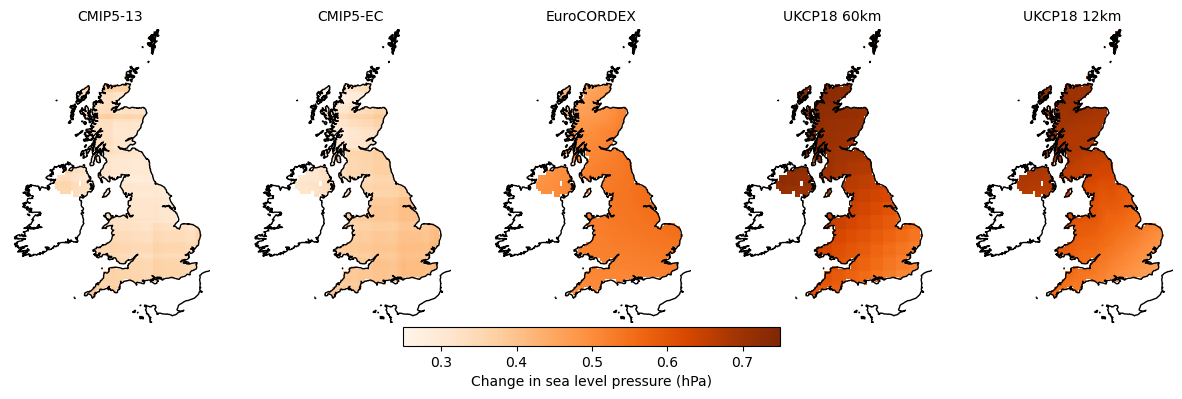 CMIP5-13
CMIP5-EC
EuroCORDEX
UKCP18 60km
UKCP18 12km
0.3 0.4 0.5 0.6 0.7
Change in sea level pressure (hPa)